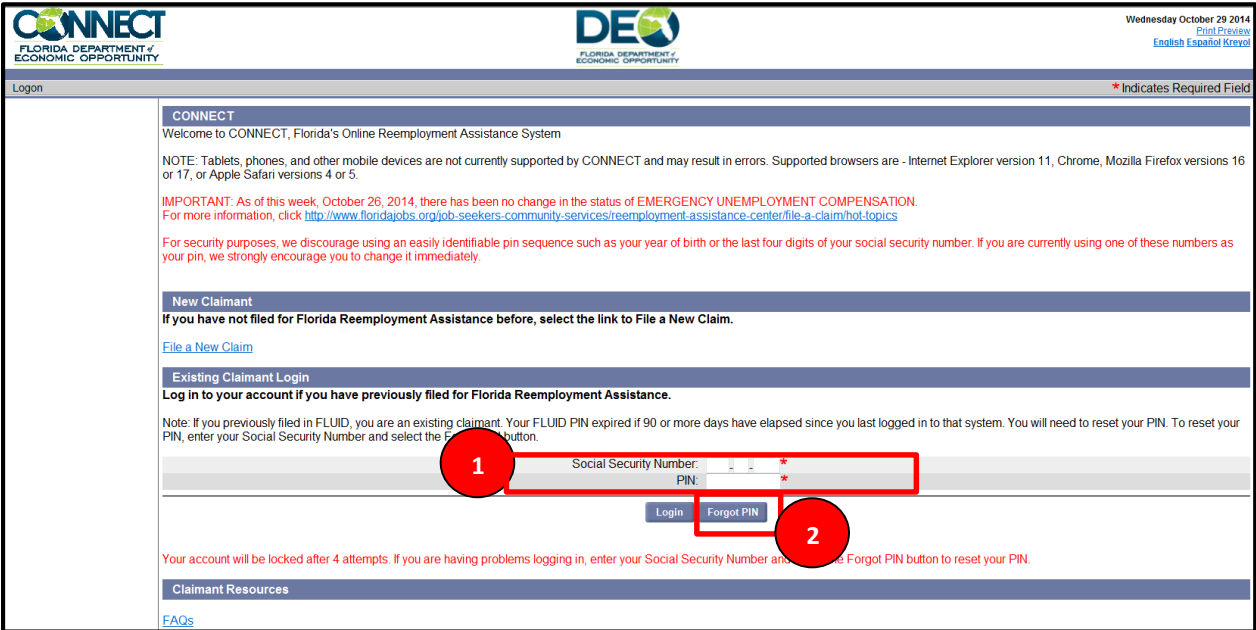 CONNECT
FLORIDA DEPARTMENT of
ECONOMIC OPPORTUNITY
DEO
FLORIDA DEPARTMENT of
ECONOMIC OPPORTUNITY
Wednesday October 29 2014
Print Preview
English Español Kreyol
Logon
* Indicates Required Field
CONNECT
Welcome to CONNECT, Florida's Online Reemployment Assistance System
NOTE: Tablets, phones, and other mobile devices are not currently supported by CONNECT and may result in errors. Supported browsers are - Internet Explorer version 11, Chrome, Mozilla Firefox versions 16
or 17, or Apple Safari versions 4 or 5.
IMPORTANT: As of this week, October 26, 2014, there has been no change in the status of EMERGENCY UNEMPLOYMENT COMPENSATION.
For more information, click http://www.floridajobs.org/job-seekers-community-services/reemployment-assistance-center/file-a-claim/hot-topics
For security purposes, we discourage using an easily identifiable pin sequence such as your year of birth or the last four digits of your social security number. If you are currently using one of these numbers as
your pin, we strongly encourage you to change it immediately.
New Claimant
If you have not filed for Florida Reemployment Assistance before, select the link to File a New Claim.
File a New Claim
Existing Claimant Login
Log in to your account if you have previously filed for Florida Reemployment Assistance.
Note: If you previously filed in FLUID, you are an existing claimant. Your FLUID PIN expired if 90 or more days have elapsed since you last logged in to that system. You will need to reset your PIN. To reset your
PIN, enter your Social Security Number and select the button.
1
Social Security Number: - - *
PIN: *
Login Forgot PIN
2
Your account will be locked after 4 attempts. If you are having problems logging in, enter your Social Security Number and Forgot PIN button to reset your PIN.
Claimant Resources
FAQs